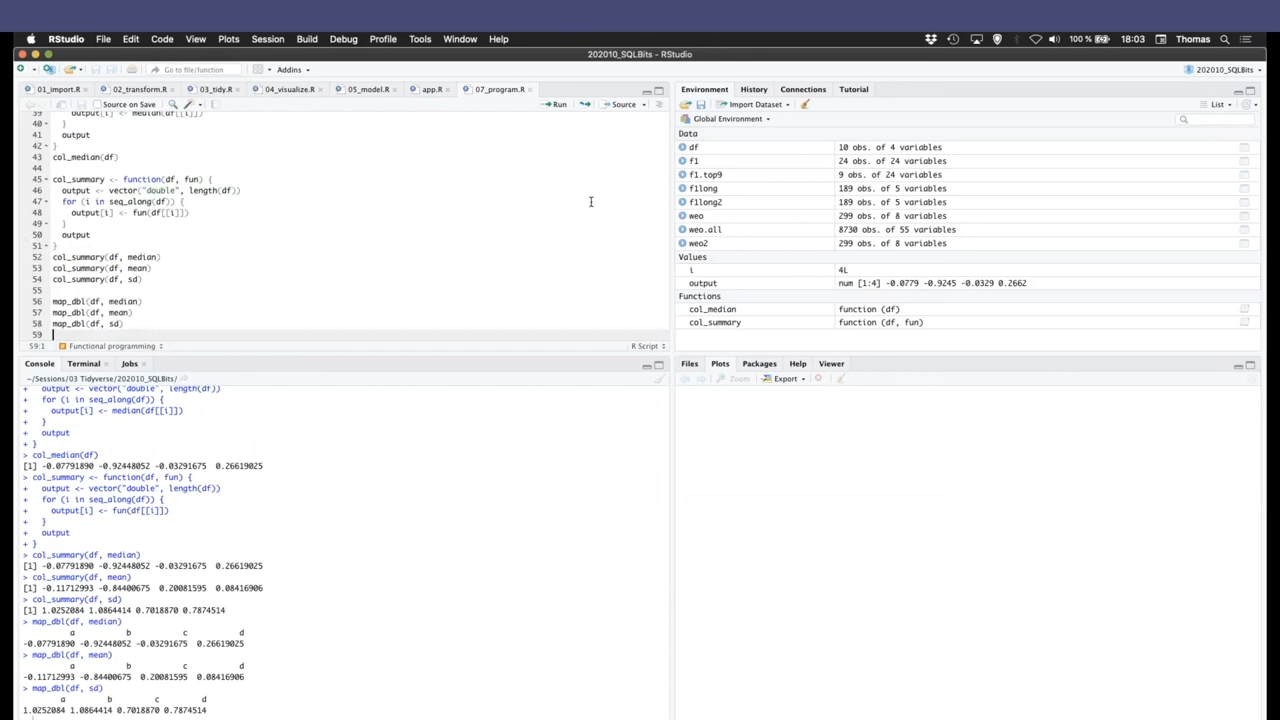 RStudio File Edit Code View Plots Session Build Debug Profile Tools Window Help 100 % 18:03 Thomas
202010_SQLBits - RStudio
Go to file/function Addins 202010_SQLBits
01_import.R 02_transform.R 03_tidy.R 04_visualize.R 05_model.R app.R 07_program.R
Source on Save Run Source
39 output[i] <- median(df[[i]])
40 }
41 output
42 }
43 col_median(df)
44
45 col_summary <- function(df, fun) {
46 output <- vector("double", length(df))
47 for (i in seq_along(df)) {
48 output[i] <- fun(df[[i]])
49 }
50 output
51 }
52 col_summary(df, median)
53 col_summary(df, mean)
54 col_summary(df, sd)
55
56 map_dbl(df, median)
57 map_dbl(df, mean)
58 map_dbl(df, sd)
59
59:1 Functional programming R Script
Console Terminal Jobs
~/Sessions/03 Tidyverse/202010_SQLBits/
+ output <- vector("double", length(df))
+ for (i in seq_along(df)) {
+ output[i] <- median(df[[i]])
+ }
+ output
+ }
> col_median(df)
[1] -0.07791890 -0.92448052 -0.03291675 0.26619025
> col_summary <- function(df, fun) {
+ output <- vector("double", length(df))
+ for (i in seq_along(df)) {
+ output[i] <- fun(df[[i]])
+ }
+ output
+ }
> col_summary(df, median)
[1] -0.07791890 -0.92448052 -0.03291675 0.26619025
> col_summary(df, mean)
[1] -0.11712993 -0.84400675 0.20081595 0.08416906
> col_summary(df, sd)
[1] 1.0252084 1.0864414 0.7018870 0.7874514
> map_dbl(df, median)
a b c d
-0.07791890 -0.92448052 -0.03291675 0.26619025
> map_dbl(df, mean)
a b c d
-0.11712993 -0.84400675 0.20081595 0.08416906
> map_dbl(df, sd)
a b c d
1.0252084 1.0864414 0.7018870 0.7874514
Environment History Connections Tutorial
Import Dataset List
Global Environment
Data
df 10 obs. of 4 variables
f1 24 obs. of 24 variables
f1.top9 9 obs. of 24 variables
f1long 189 obs. of 5 variables
f1long2 189 obs. of 5 variables
weo 299 obs. of 8 variables
weo.all 8730 obs. of 55 variables
weo2 299 obs. of 8 variables
Values
i 4L
output num [1:4] -0.0779 -0.9245 -0.0329 0.2662
Functions
col_median function (df)
col_summary function (df, fun)
Files Plots Packages Help Viewer
Zoom Export